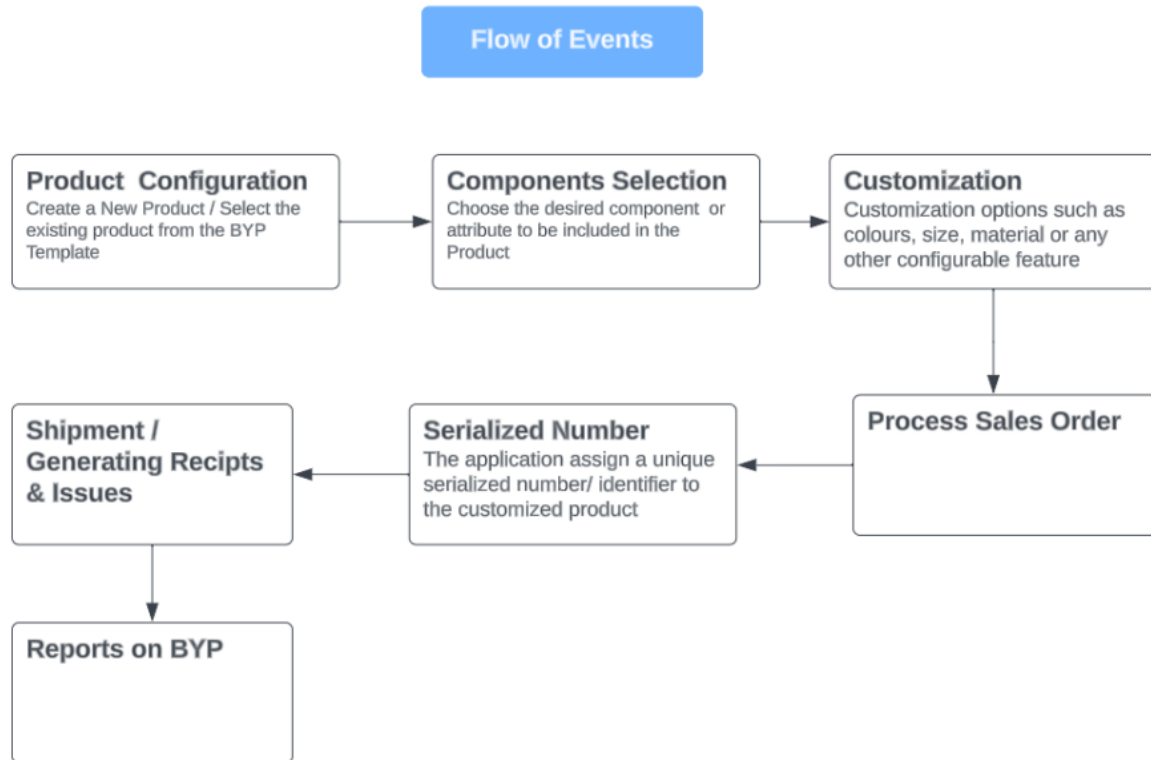 Flow of Events
Product Configuration
Create a New Product / Select the
existing product from the BYP
Template
Components Selection
Choose the desired component or
attribute to be included in the
Product
Customization
Customization options such as
colours, size, material or any
other configurable feature
Process Sales Order
Serialized Number
The application assign a unique
serialized number/ identifier to
the customized product
Shipment /
Generating Recipts
& Issues
Reports on BYP